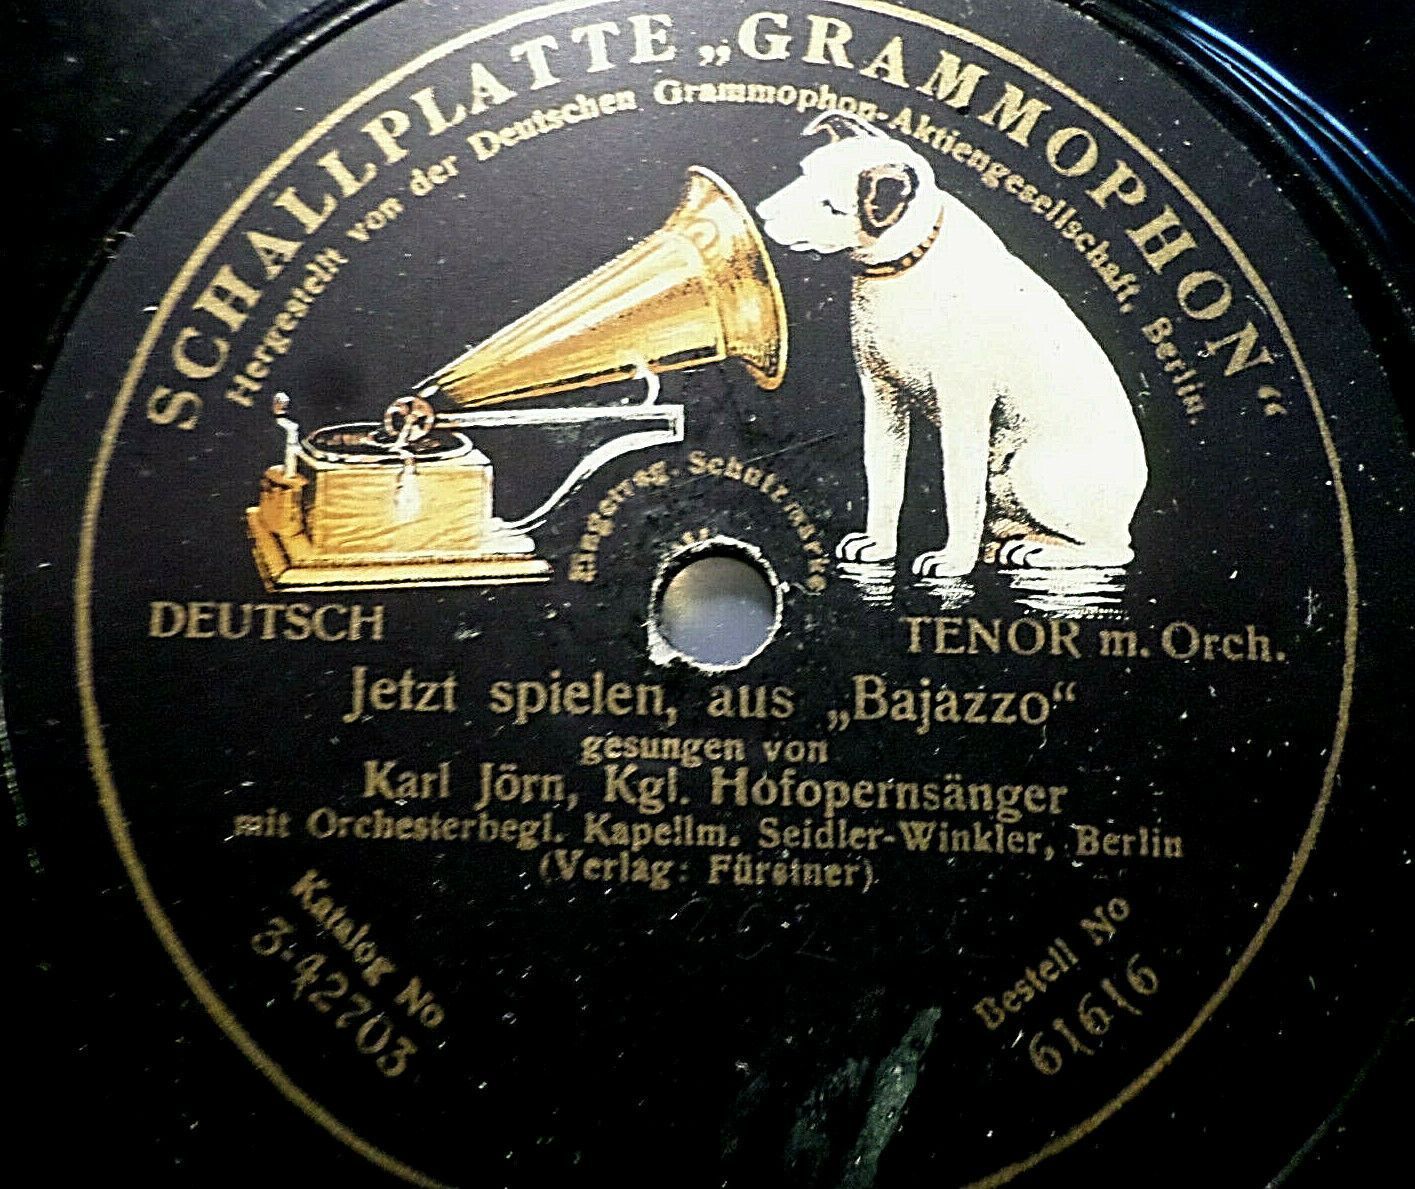 SCHALLPLATTE „GRAMMOPHON“
Hergestellt von der Deutschen Grammophon-Aktiengesellschaft, Berlin.
Eingetrag. Schutzmarke
DEUTSCH
TENOR m. Orch.
Jetzt spielen, aus „Bajazzo“
gesungen von
Karl Jörn, Kgl. Hofopernsänger
mit Orchesterbegl. Kapellm. Seidler-Winkler, Berlin
(Verlag: Fürstner)
Katalog No
3-42703
Bestell No
61616